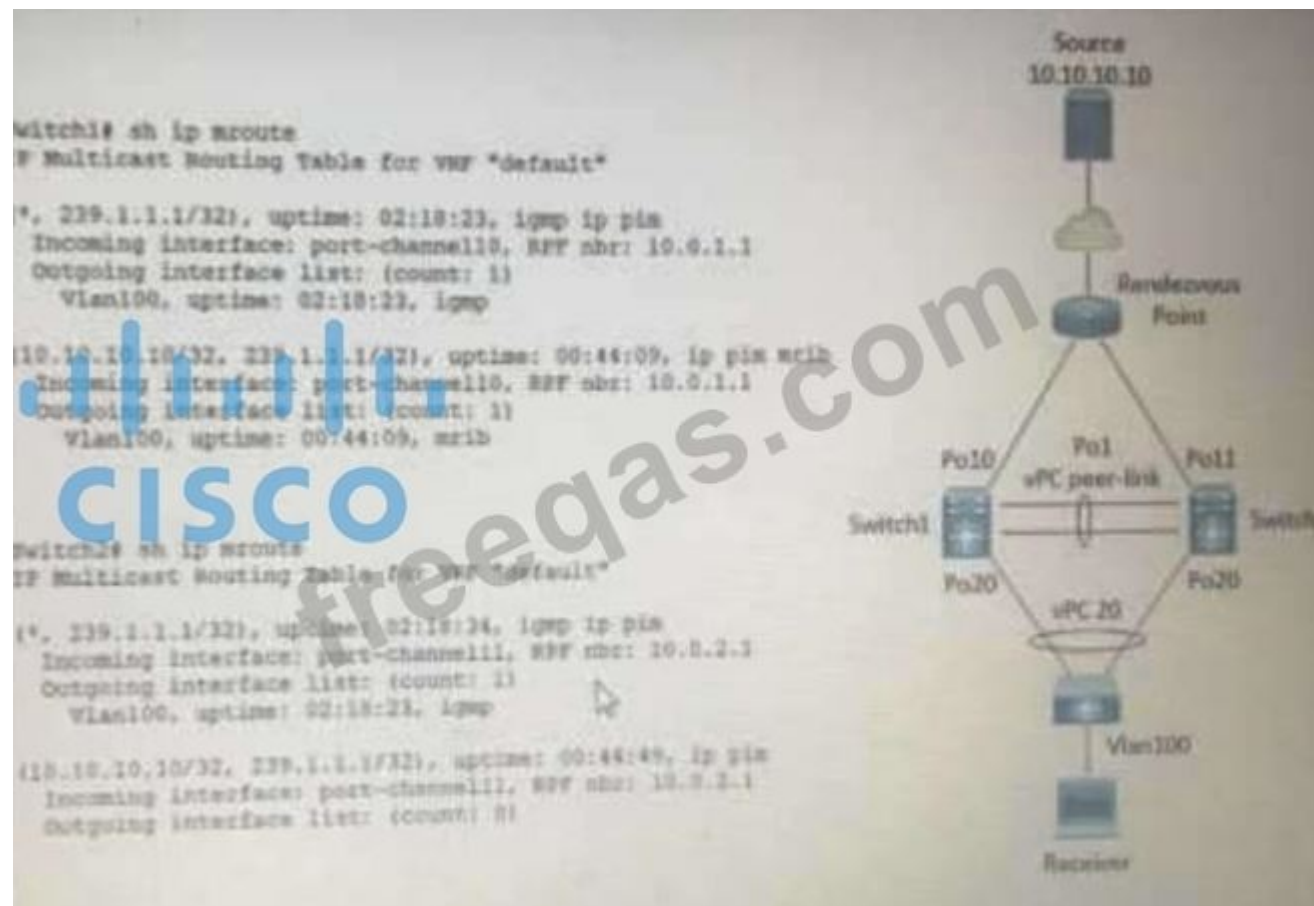 witch1# sh ip mroute
P Multicast Routing Table for VRF "default"
*, 239.1.1.1/32), uptime: 02:18:23, igmp ip pim
Incoming interface: port-channel10, RPF nbr: 10.0.1.1
Outgoing interface list: (count: 1)
Vlan100, uptime: 02:18:23, igmp
(10.10.10.10/32, 239.1.1.1/32), uptime: 00:44:09, ip pim mrib
Incoming interface: port-channel10, RPF nbr: 10.0.1.1
Outgoing interface list: (count: 1)
Vlan100, uptime: 00:44:09, mrib
CISCO
Switch2# sh ip mroute
IP Multicast Routing Table for VRF "default"
(*, 239.1.1.1/32), uptime: 02:18:34, igmp ip pim
Incoming interface: port-channel11, RPF nbr: 10.0.2.1
Outgoing interface list: (count: 1)
Vlan100, uptime: 02:18:23, igmp
(10.10.10.10/32, 239.1.1.1/32), uptime: 00:44:49, ip pim
Incoming interface: port-channel11, RPF nbr: 10.0.2.1
Outgoing interface list: (count: 0)
freeqas.com
Source
10.10.10.10
Rendezvous
Point
Po10
Po1
vPC peer-link
Po11
Switch1
Switch
Po20
Po20
vPC 20
Vlan100
Receiver